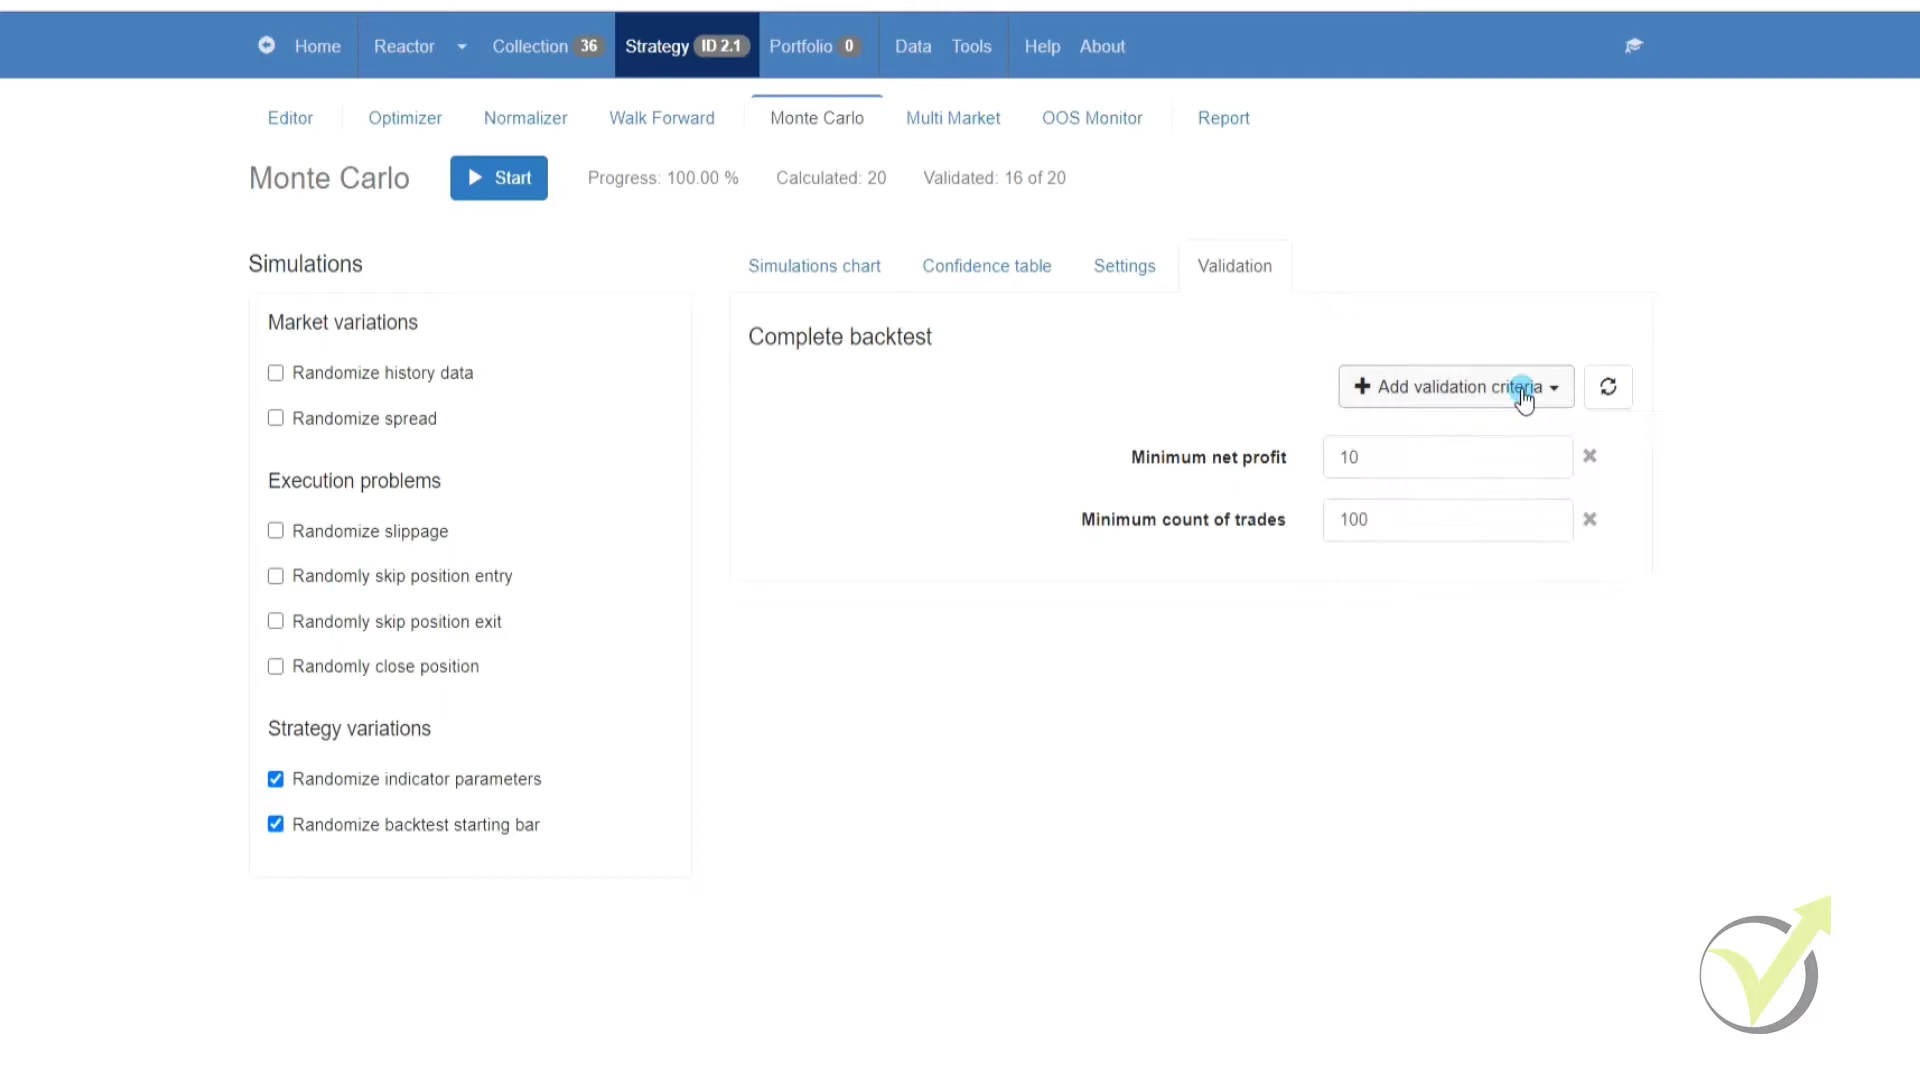 Home Reactor Collection 36 Strategy ID 2.1 Portfolio 0 Data Tools Help About
Editor Optimizer Normalizer Walk Forward Monte Carlo Multi Market OOS Monitor Report
Monte Carlo Start Progress: 100.00 % Calculated: 20 Validated: 16 of 20
Simulations
Simulations chart Confidence table Settings Validation
Market variations
Randomize history data
Randomize spread
Execution problems
Randomize slippage
Randomly skip position entry
Randomly skip position exit
Randomly close position
Strategy variations
Randomize indicator parameters
Randomize backtest starting bar
Complete backtest
Add validation criteria
Minimum net profit 10
Minimum count of trades 100